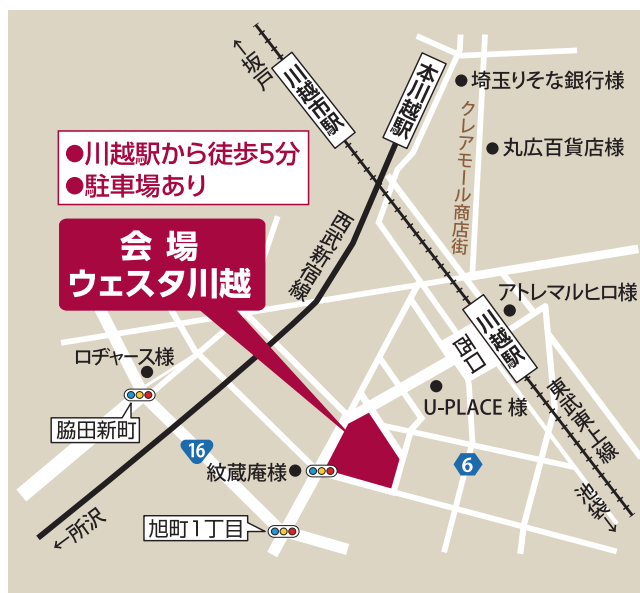 ←坂戸
川越市駅
本川越駅
埼玉りそな銀行様
クレアモール商店街
丸広百貨店様
●川越駅から徒歩5分
●駐車場あり
会場
ウェスタ川越
西武新宿線
アトレマルヒロ様
川越駅
西口
ロヂャース様
U-PLACE 様
東武東上線
脇田新町
16
紋蔵庵様
6
池袋→
旭町1丁目
←所沢